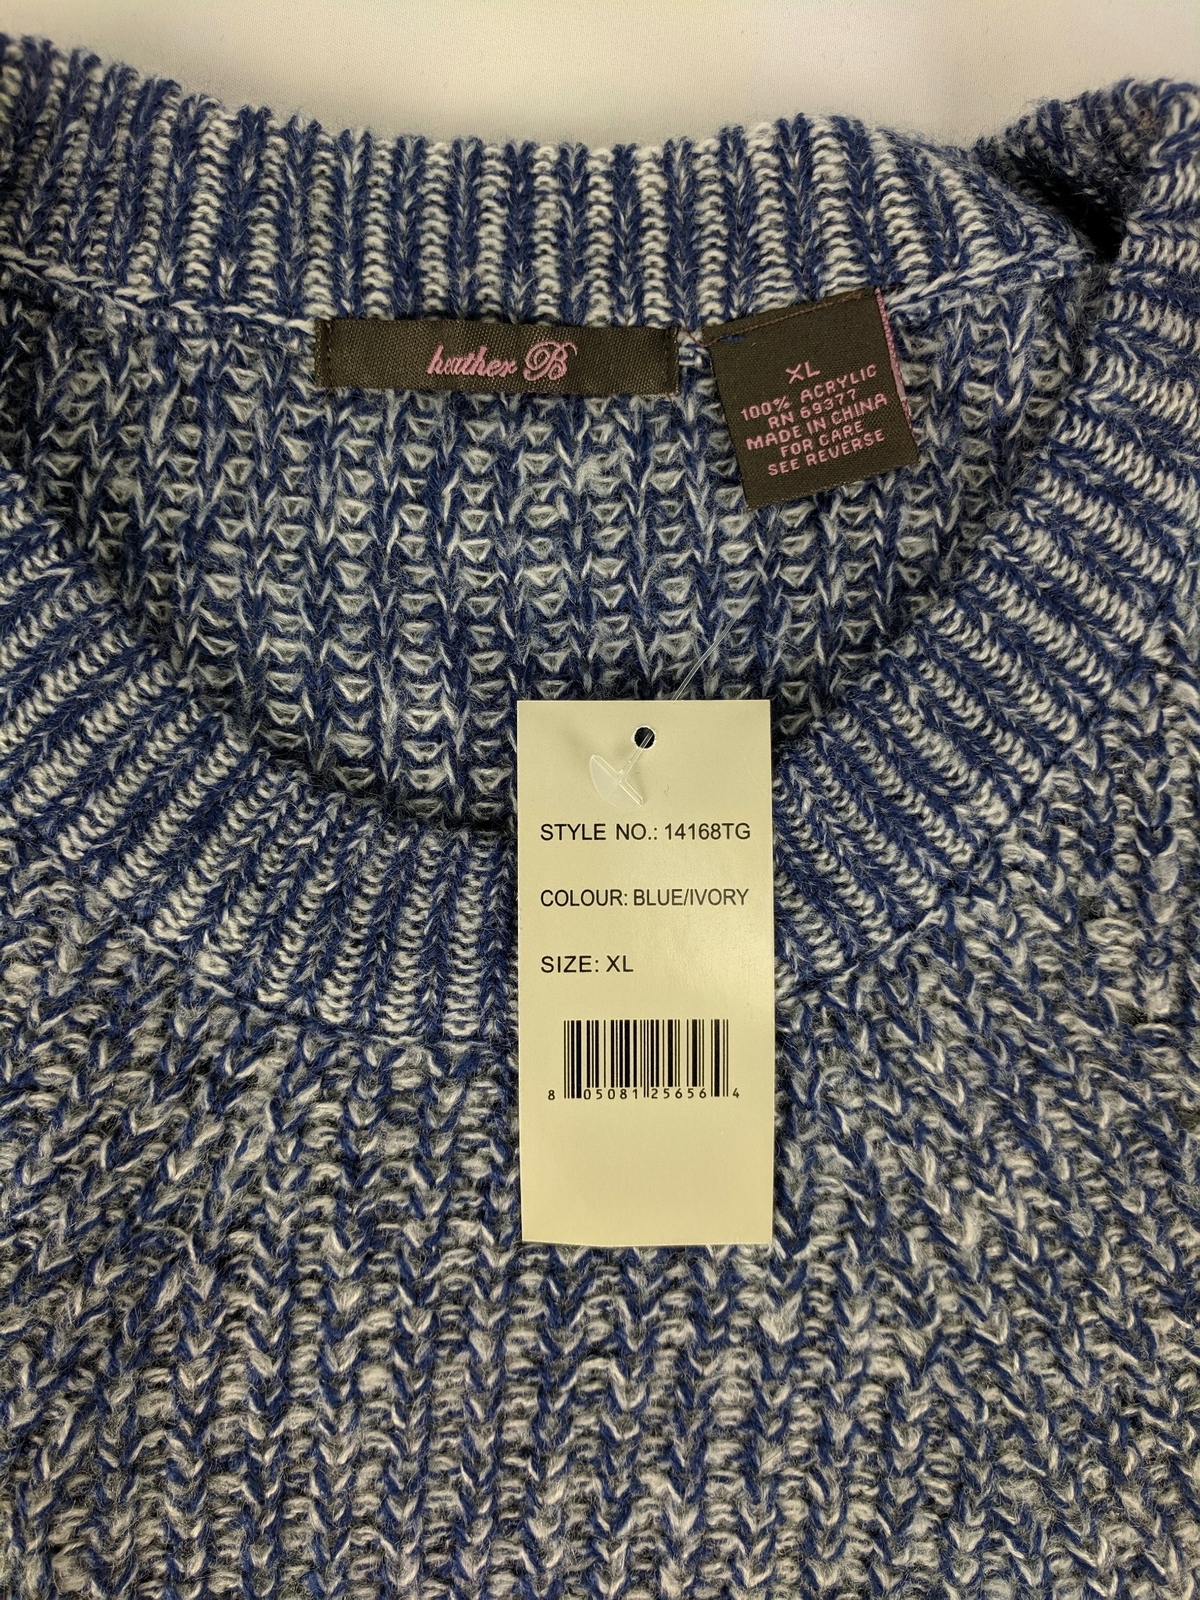 heather B
XL
100% ACRYLIC
RN 69377
MADE IN CHINA
FOR CARE
SEE REVERSE
STYLE NO.: 14168TG
COLOUR: BLUE/IVORY
SIZE: XL
8 05081 25656 4